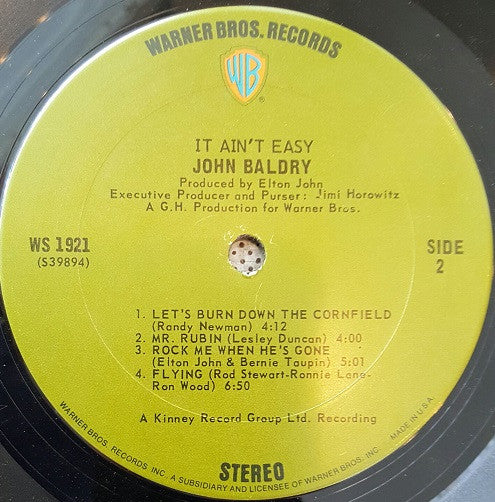 WARNER BROS. RECORDS
WB
®
IT AIN'T EASY
JOHN BALDRY
Produced by Elton John
Executive Producer and Purser: Jimi Horowitz
A G.H. Production for Warner Bros.
WS 1921
(S39894)
SIDE
2
1. LET'S BURN DOWN THE CORNFIELD
(Randy Newman) 4:12
2. MR. RUBIN (Lesley Duncan) 4:00
3. ROCK ME WHEN HE'S GONE
(Elton John & Bernie Taupin) 5:01
4. FLYING (Rod Stewart-Ronnie Lane-
Ron Wood) 6:50
A Kinney Record Group Ltd. Recording
WARNER BROS. RECORDS INC. A SUBSIDIARY AND LICENSEE OF WARNER BROS. INC. MADE IN U.S.A.
STEREO